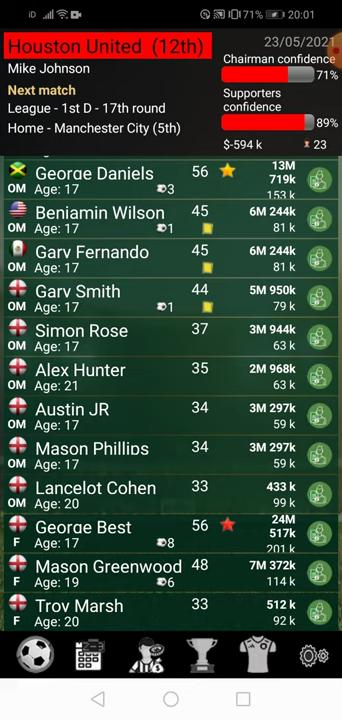 iD 71% 20:01
Houston United (12th) 23/05/2021
Mike Johnson Chairman confidence
71%
Next match Supporters confidence
League - 1st D - 17th round 89%
Home - Manchester City (5th) $-594 k 23
George Daniels 56 13M 719k
OM Age: 17 3 153 k
Benjamin Wilson 45 6M 244k
OM Age: 17 1 81 k
Gary Fernando 45 6M 244k
OM Age: 17 81 k
Gary Smith 44 5M 950k
OM Age: 17 1 79 k
Simon Rose 37 3M 944k
OM Age: 17 63 k
Alex Hunter 35 2M 968k
OM Age: 21 63 k
Austin JR 34 3M 297k
OM Age: 17 59 k
Mason Phillips 34 3M 297k
OM Age: 17 59 k
Lancelot Cohen 33 433 k
OM Age: 20 99 k
George Best 56 24M 517k
F Age: 17 8 201 k
Mason Greenwood 48 7M 372k
F Age: 19 6 114 k
Troy Marsh 33 512 k
F Age: 20 92 k